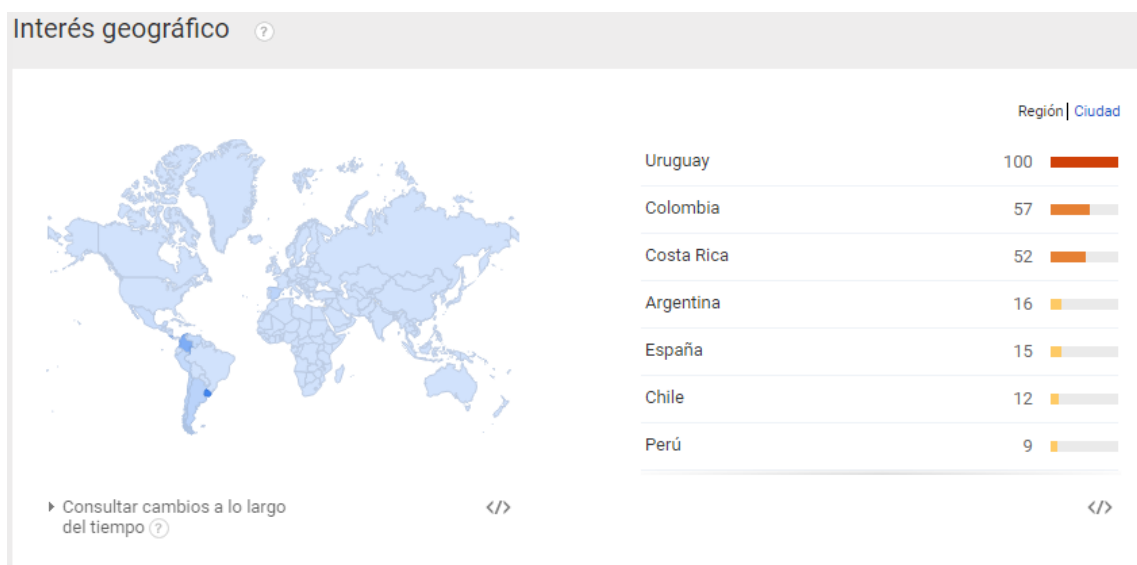 Interés geográfico ?
Región | Ciudad
Uruguay 100
Colombia 57
Costa Rica 52
Argentina 16
España 15
Chile 12
Perú 9
Consultar cambios a lo largo
del tiempo ?
</>
</>